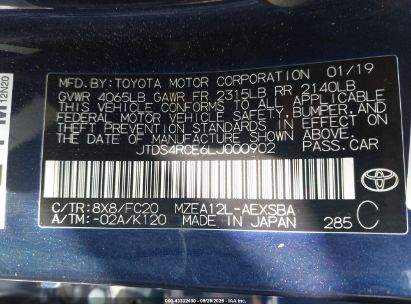 MFD. BY: TOYOTA MOTOR CORPORATION 01/19
GVWR 4065LB GAWR FR 2315LB RR 2140LB
THIS VEHICLE CONFORMS TO ALL APPLICABLE
FEDERAL MOTOR VEHICLE SAFETY, BUMPER, AND
THEFT PREVENTION STANDARDS IN EFFECT ON
THE DATE OF MANUFACTURE SHOWN ABOVE.
JTDS4RCE6LJ000902 PASS.CAR
C/TR: 8X8/FC20 MZEA12L-AEXSBA
A/TM: -02A/K120 MADE IN JAPAN 285 C
TOYOTA
12N20